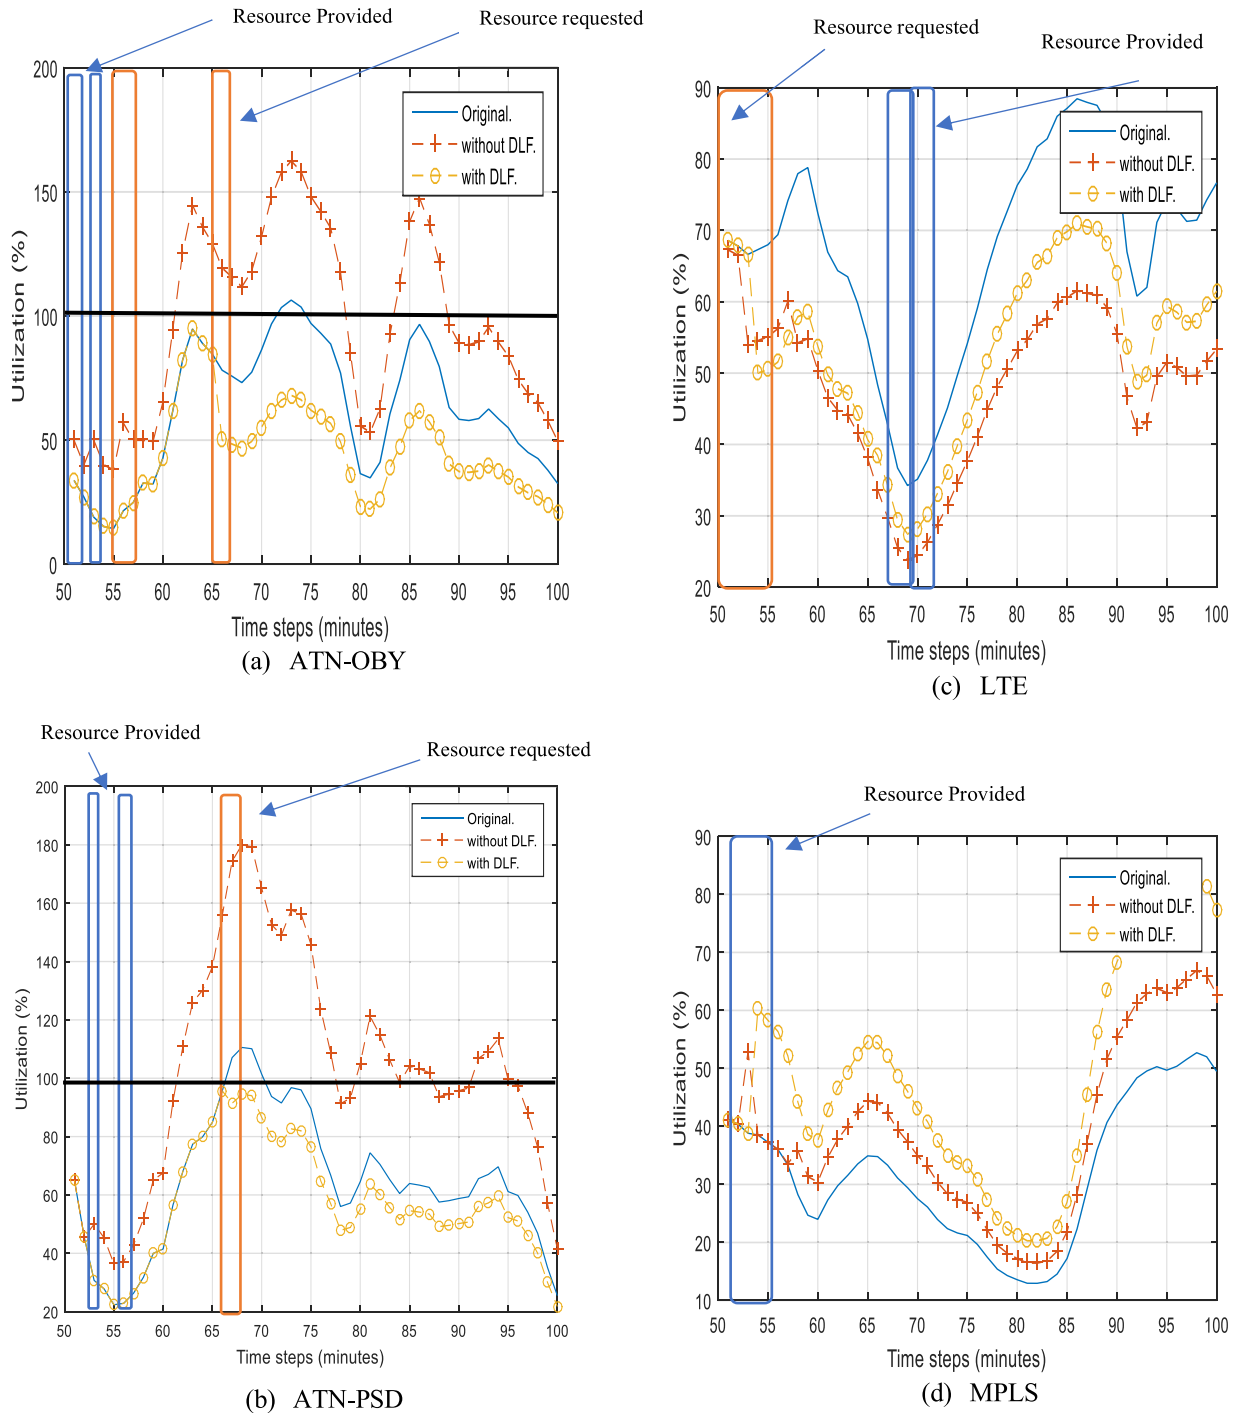 Resource Provided
Resource requested
200
150
100
50
0
Utilization (%)
Original.
without DLF.
with DLF.
50 55 60 65 70 75 80 85 90 95 100
Time steps (minutes)
(a) ATN-OBY
Resource requested
Resource Provided
90
80
70
60
50
40
30
20
Utilization (%)
Original.
without DLF.
with DLF.
50 55 60 65 70 75 80 85 90 95 100
Time steps (minutes)
(c) LTE
Resource Provided
Resource requested
200
180
160
140
120
100
80
60
40
20
Utilization (%)
Original.
without DLF.
with DLF.
50 55 60 65 70 75 80 85 90 95 100
Time steps (minutes)
(b) ATN-PSD
Resource Provided
90
80
70
60
50
40
30
20
10
Utilization (%)
Original.
without DLF.
with DLF.
50 55 60 65 70 75 80 85 90 95 100
Time steps (minutes)
(d) MPLS